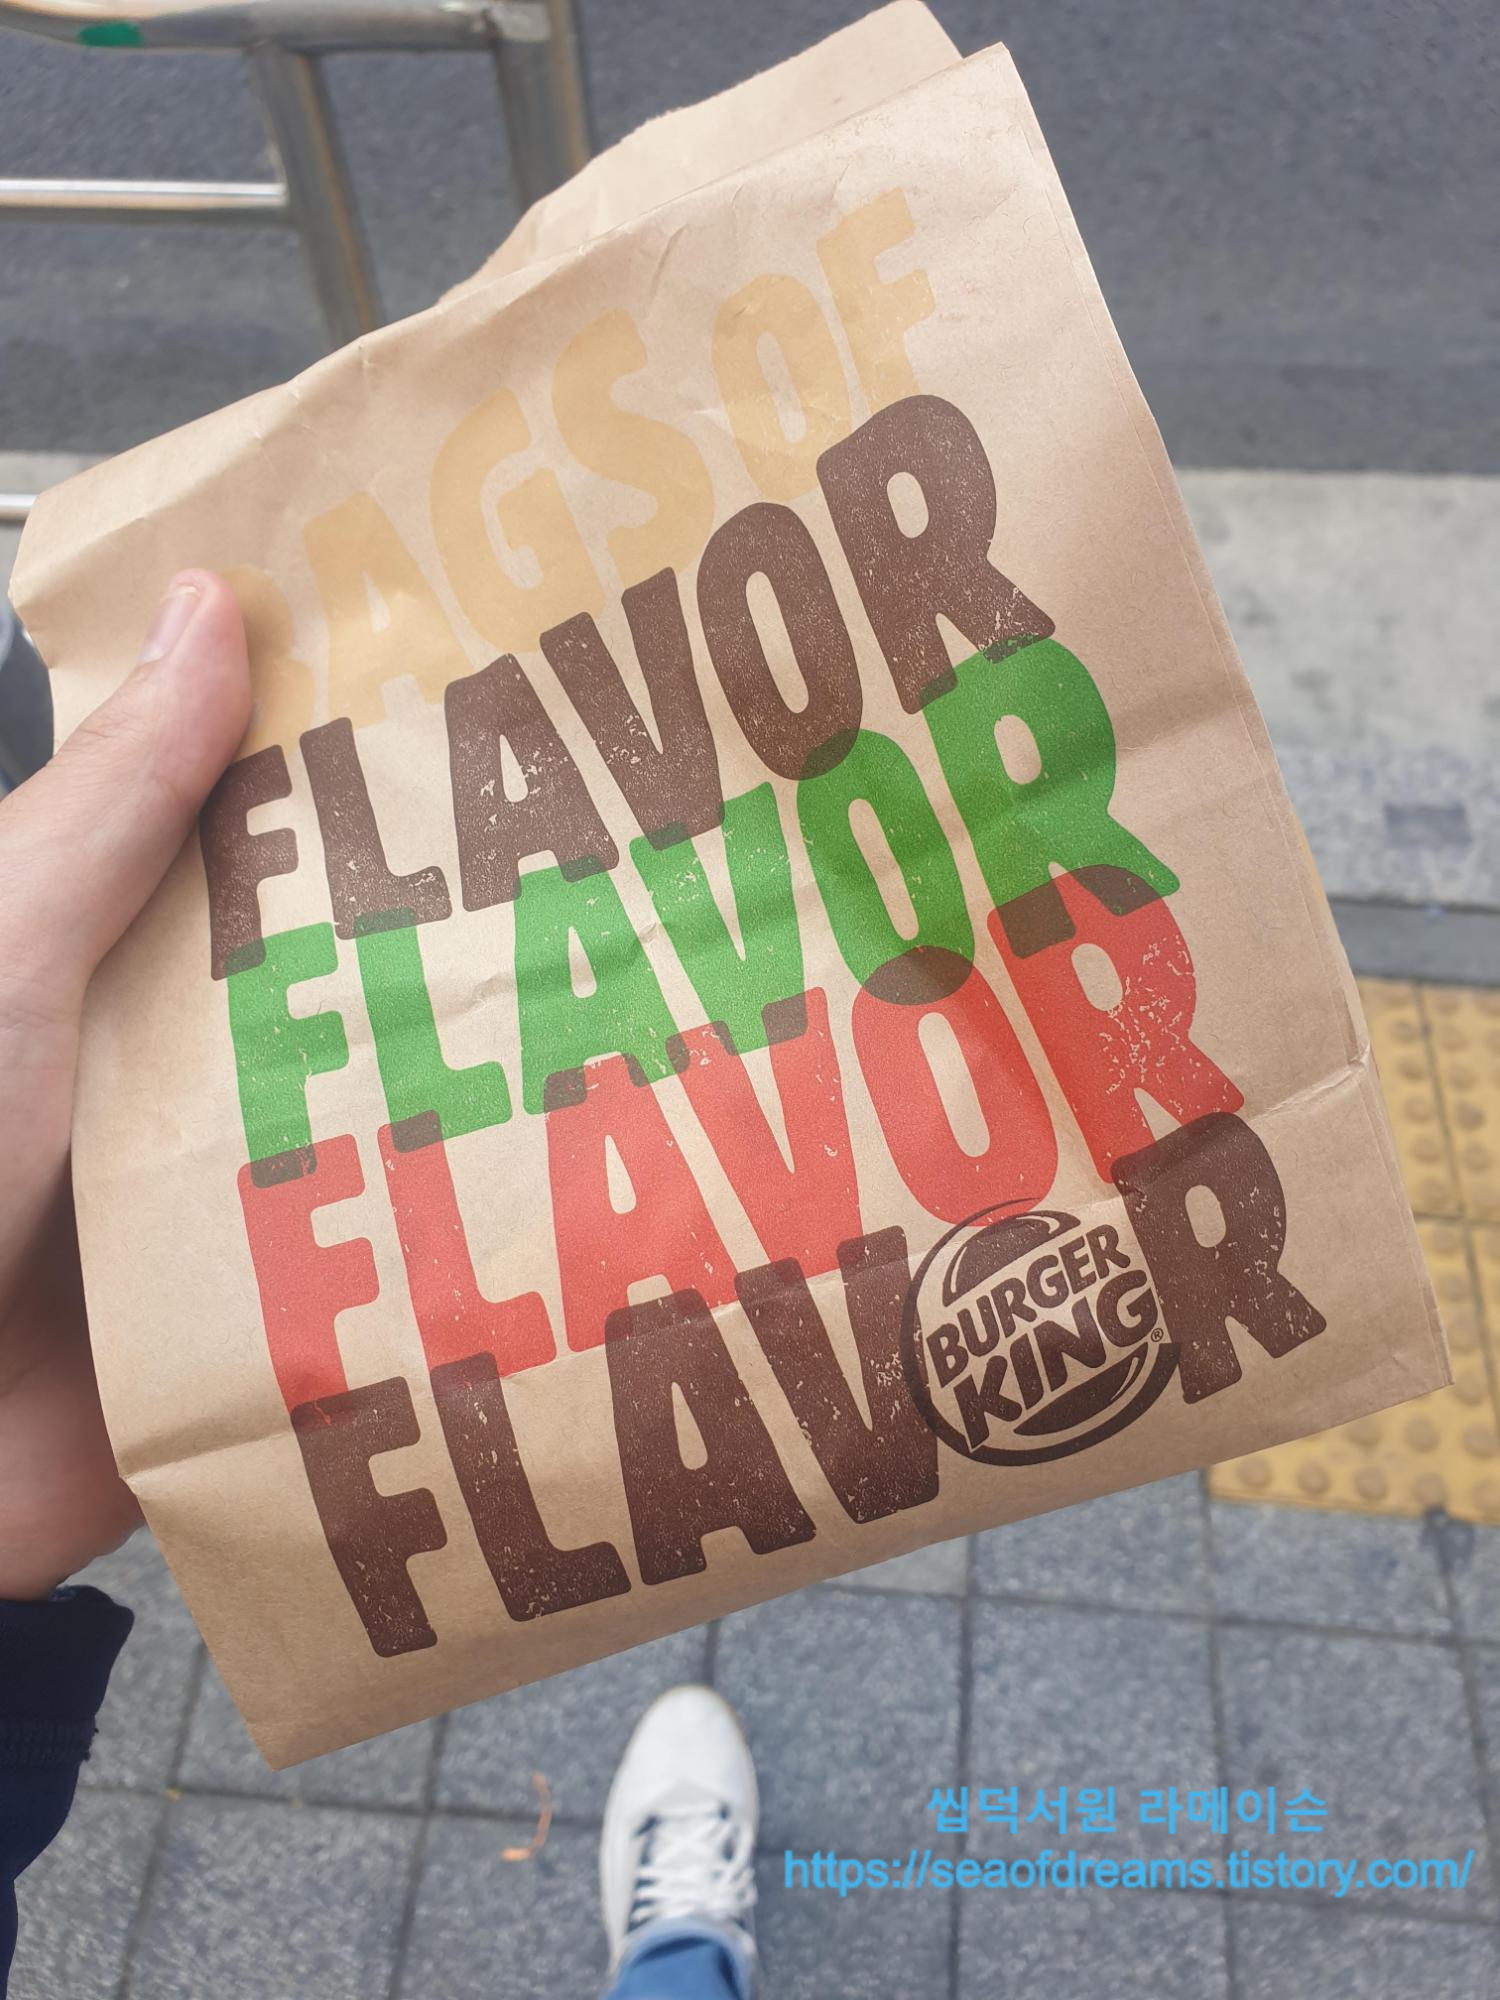 BAGS OF
FLAVOR
FLAVOR
FLAVOR
FLAVOR
BURGER
KING®
씹덕서원 라메이슨
https://seaofdreams.tistory.com/